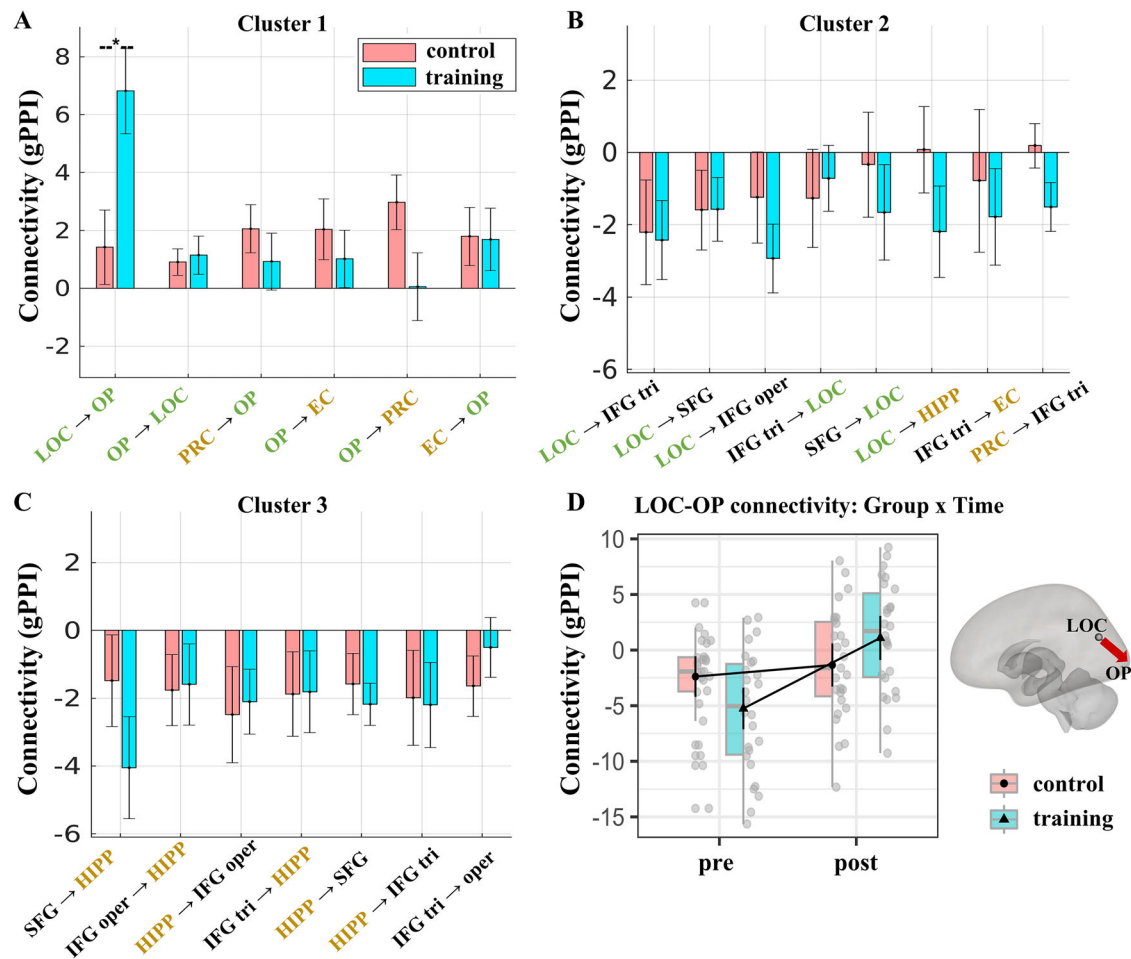 A
Cluster 1
*
control
training
Connectivity (gPPI)
8
6
4
2
0
-2
LOC → OP
OP → LOC
PRC → OP
OP → EC
OP → PRC
EC → OP
B
Cluster 2
Connectivity (gPPI)
2
0
-2
-4
-6
LOC → IFG tri
LOC → SFG
LOC → IFG oper
IFG tri → LOC
SFG → LOC
LOC → HIPP
IFG tri → EC
PRC → IFG tri
C
Cluster 3
Connectivity (gPPI)
2
0
-2
-4
-6
SFG → HIPP
IFG oper → HIPP
HIPP → IFG oper
IFG tri → HIPP
HIPP → SFG
HIPP → IFG tri
IFG tri → oper
D
LOC-OP connectivity: Group x Time
Connectivity (gPPI)
10
5
0
-5
-10
-15
pre
post
LOC
OP
control
training